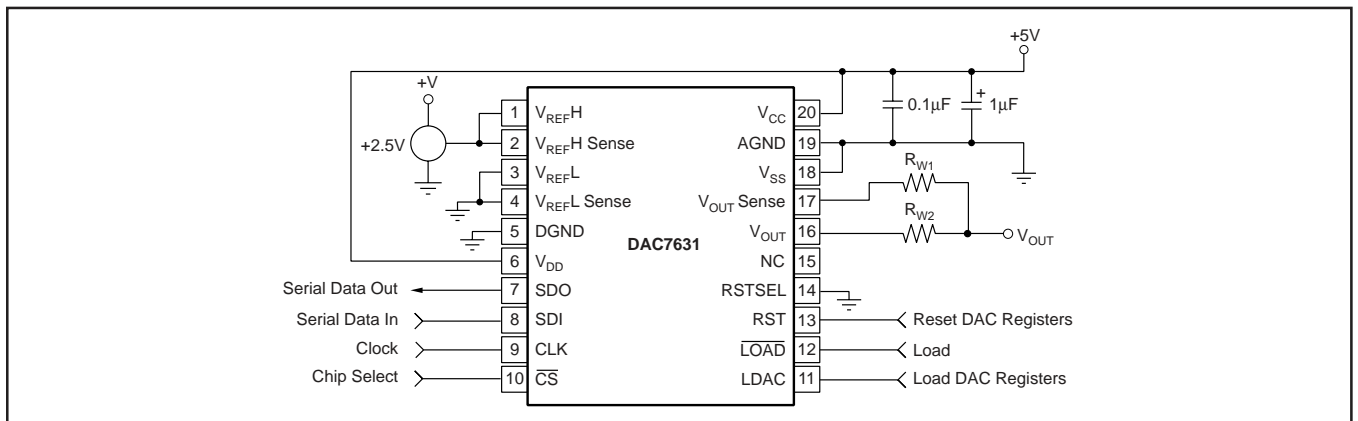 +5V
+V
+2.5V
0.1µF
+
1µF
1 VREFH
2 VREFH Sense
3 VREFL
4 VREFL Sense
5 DGND
6 VDD
7 SDO
8 SDI
9 CLK
10 CS
DAC7631
VCC 20
AGND 19
VSS 18
VOUT Sense 17
VOUT 16
NC 15
RSTSEL 14
RST 13
LOAD 12
LDAC 11
RW1
RW2
VOUT
Serial Data Out
Serial Data In
Clock
Chip Select
Reset DAC Registers
Load
Load DAC Registers